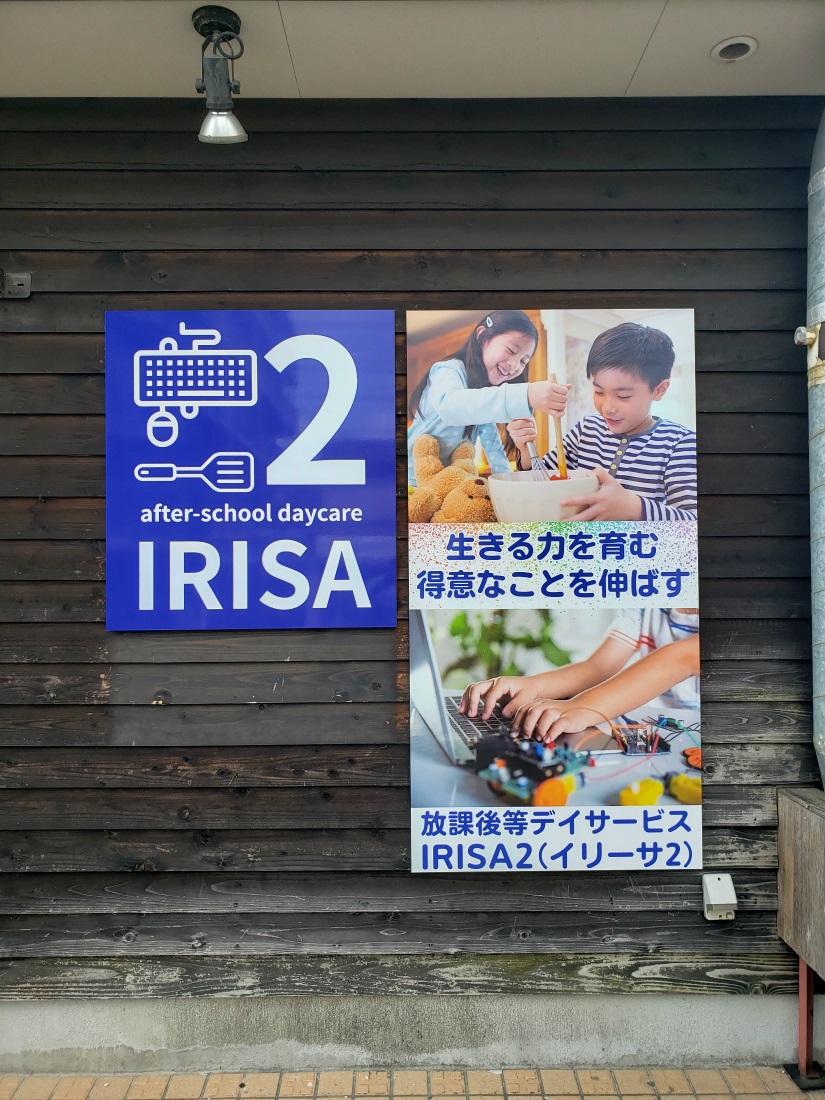 2
after-school daycare
IRISA
生きる力を育む
得意なことを伸ばす
放課後等デイサービス
IRISA2(イリーサ2)